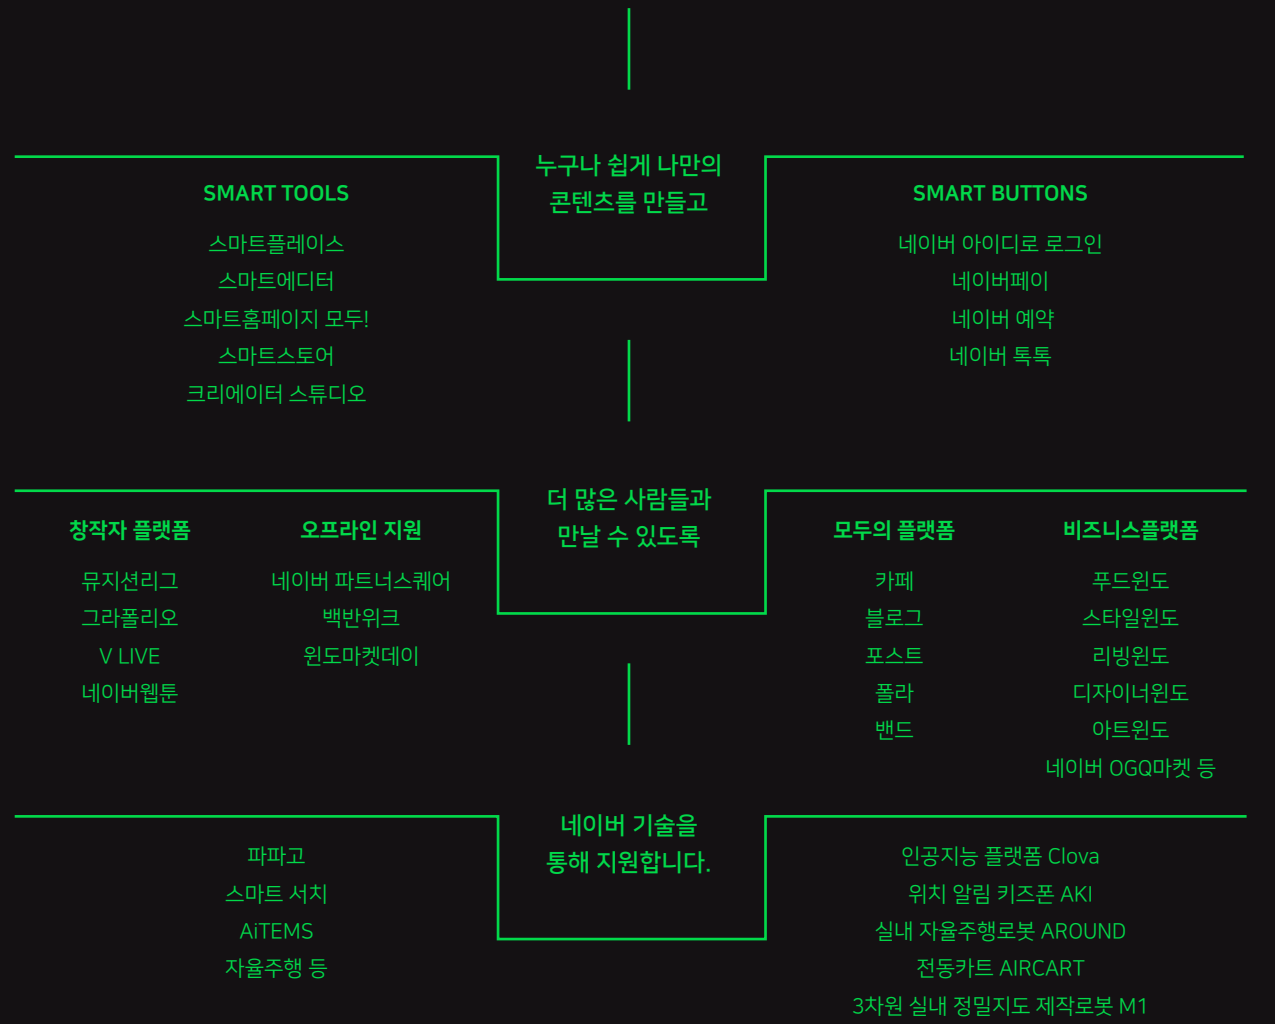 누구나 쉽게 나만의
콘텐츠를 만들고
SMART TOOLS
스마트플레이스
스마트에디터
스마트홈페이지 모두!
스마트스토어
크리에이터 스튜디오
SMART BUTTONS
네이버 아이디로 로그인
네이버페이
네이버 예약
네이버 톡톡
더 많은 사람들과
만날 수 있도록
창작자 플랫폼
뮤지션리그
그라폴리오
V LIVE
네이버웹툰
오프라인 지원
네이버 파트너스퀘어
백반위크
윈도마켓데이
모두의 플랫폼
카페
블로그
포스트
폴라
밴드
비즈니스플랫폼
푸드윈도
스타일윈도
리빙윈도
디자이너윈도
아트윈도
네이버 OGQ마켓 등
네이버 기술을
통해 지원합니다.
파파고
스마트 서치
AiTEMS
자율주행 등
인공지능 플랫폼 Clova
위치 알림 키즈폰 AKI
실내 자율주행로봇 AROUND
전동카트 AIRCART
3차원 실내 정밀지도 제작로봇 M1